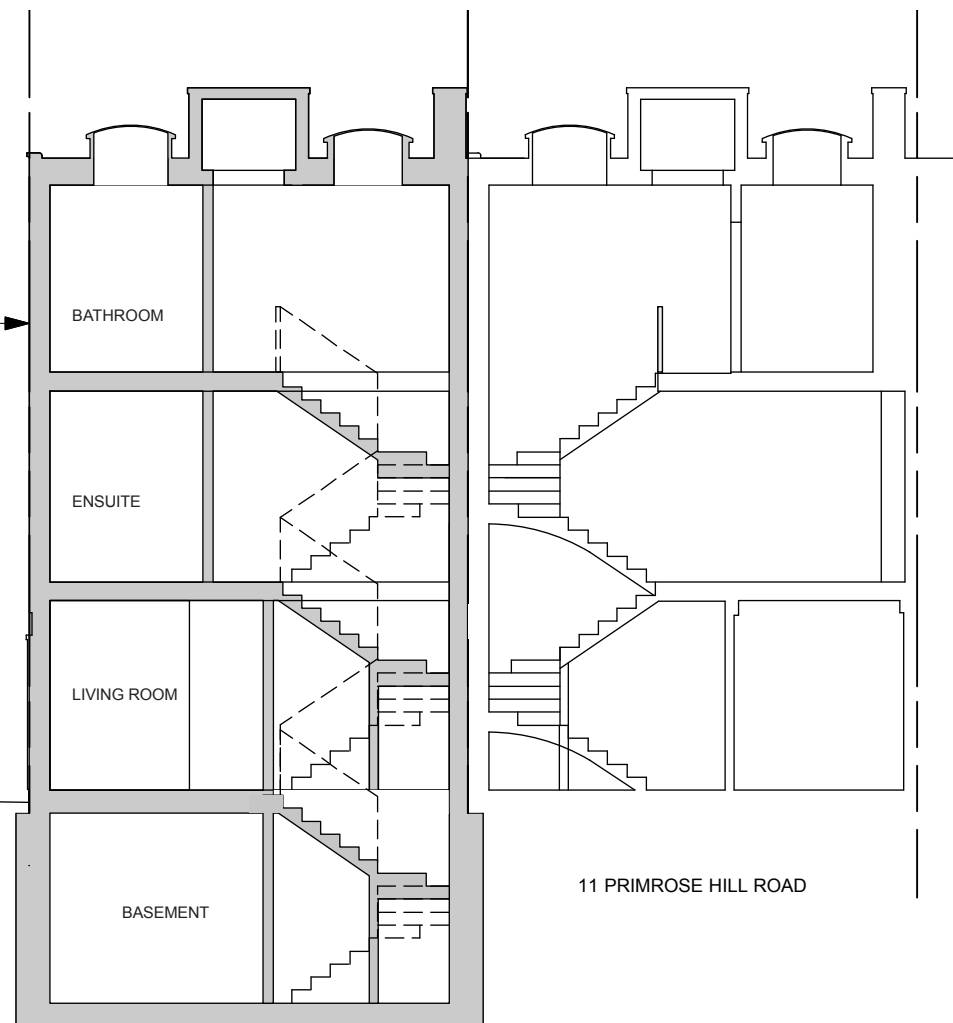 BATHROOM
ENSUITE
LIVING ROOM
11 PRIMROSE HILL ROAD
BASEMENT